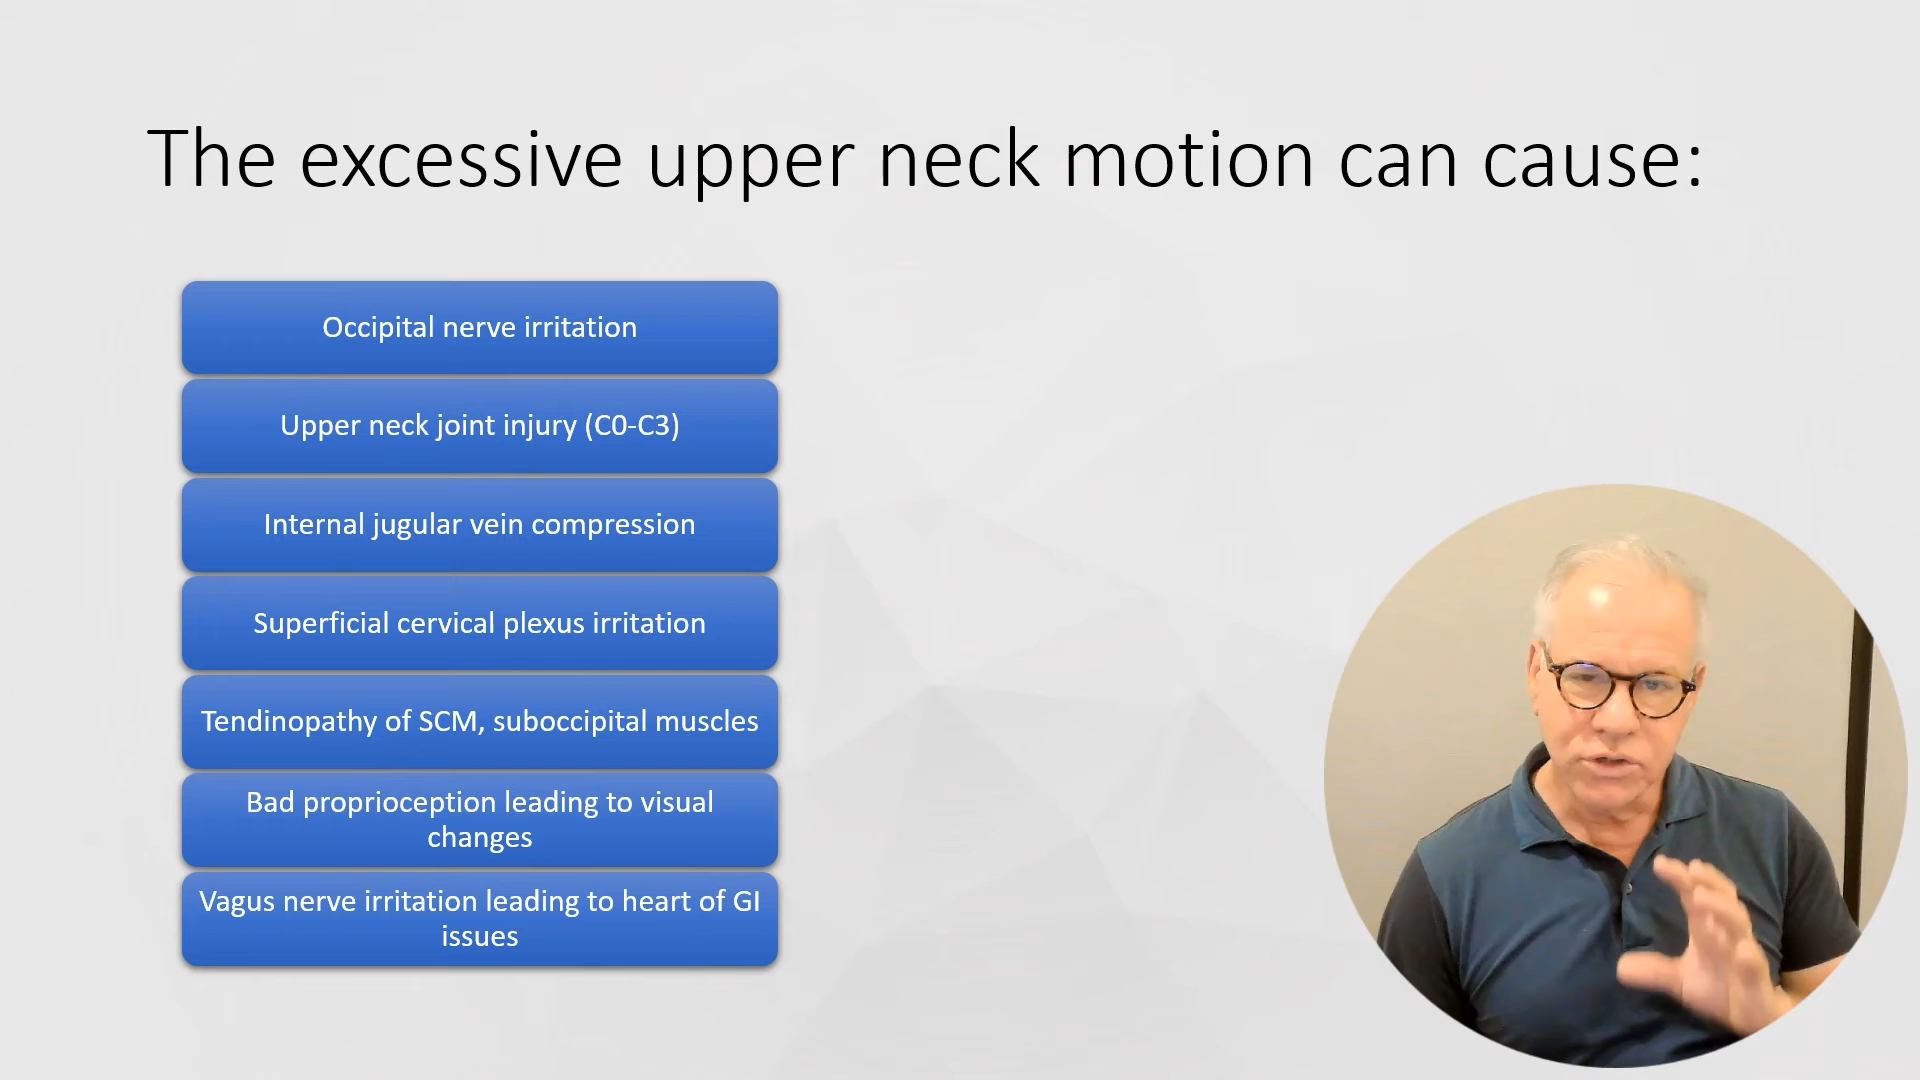 The excessive upper neck motion can cause:
Occipital nerve irritation
Upper neck joint injury (C0-C3)
Internal jugular vein compression
Superficial cervical plexus irritation
Tendinopathy of SCM, suboccipital muscles
Bad proprioception leading to visual
changes
Vagus nerve irritation leading to heart of GI
issues